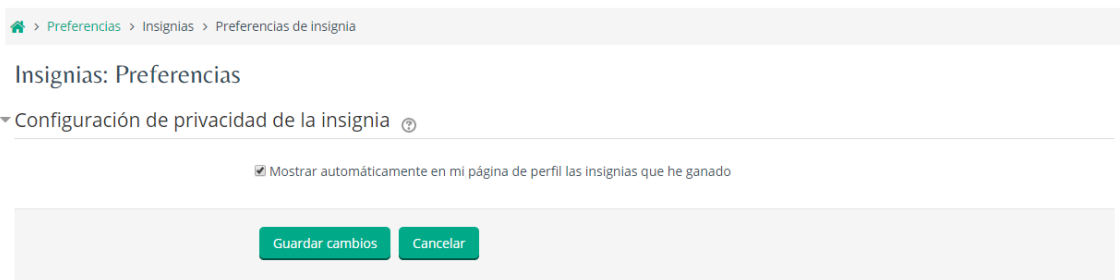 > Preferencias > Insignias > Preferencias de insignia
Insignias: Preferencias
Configuración de privacidad de la insignia ?
Mostrar automáticamente en mi página de perfil las insignias que he ganado
Guardar cambios Cancelar